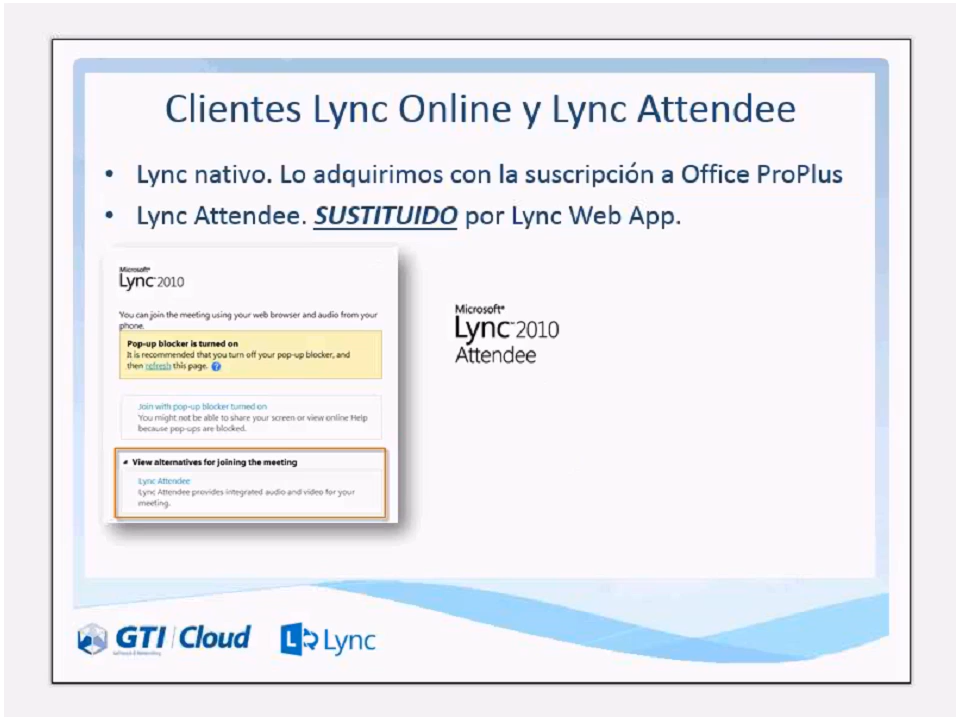 Clientes Lync Online y Lync Attendee
• Lync nativo. Lo adquirimos con la suscripción a Office ProPlus
• Lync Attendee. SUSTITUIDO por Lync Web App.
Microsoft®
Lync™2010
You can join the meeting using your web browser and audio from your
phone.
Pop-up blocker is turned on
It is recommended that you turn off your pop-up blocker, and
then refresh this page.
Join with pop-up blocker turned on
You might not be able to share your screen or view online Help
because pop-ups are blocked.
View alternatives for joining the meeting
Lync Attendee
Lync Attendee provides integrated audio and video for your
meeting.
Microsoft®
Lync™2010
Attendee
GTI Cloud
Lync